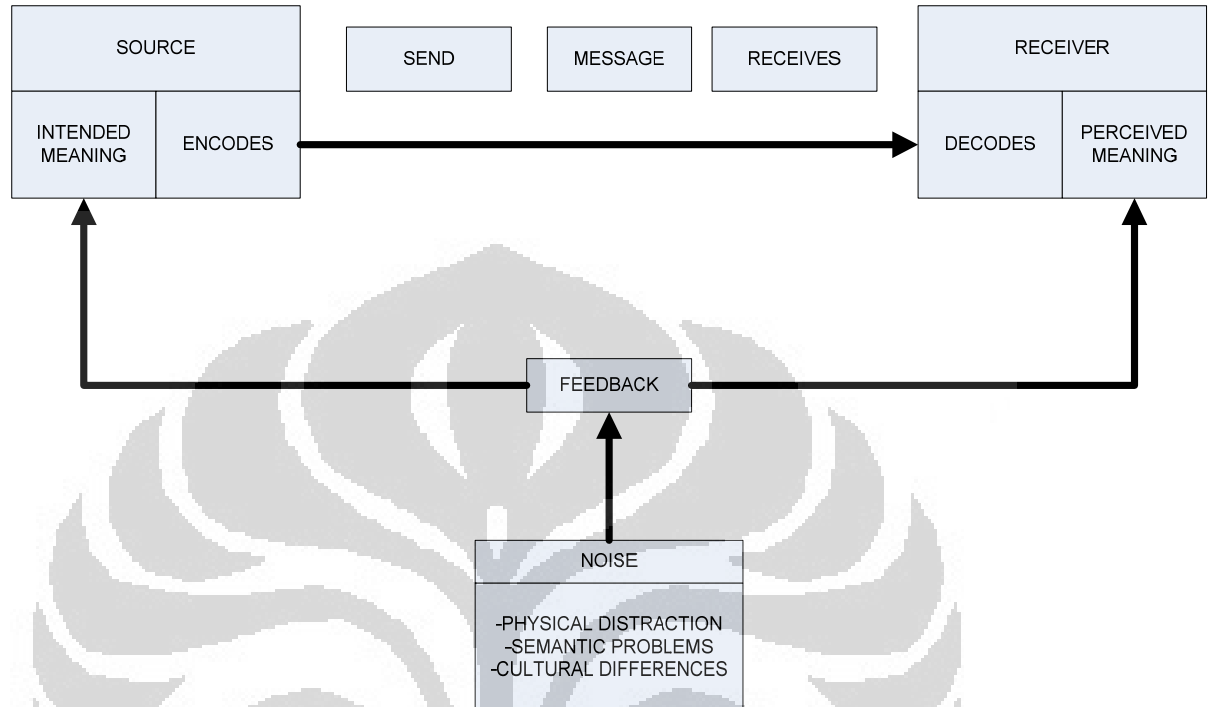 SOURCE
SEND
MESSAGE
RECEIVES
RECEIVER
INTENDED
MEANING
ENCODES
DECODES
PERCEIVED
MEANING
FEEDBACK
NOISE
-PHYSICAL DISTRACTION
-SEMANTIC PROBLEMS
-CULTURAL DIFFERENCES